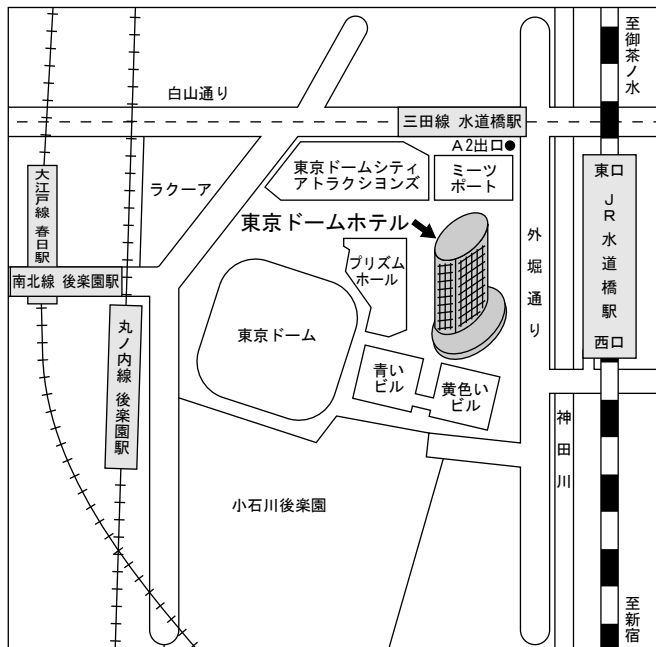 至御茶ノ水
白山通り
三田線 水道橋駅
A2出口
東京ドームシティ
アトラクションズ
ミーツ
ポート
ラクーア
大江戸線 春日駅
東口
JR水道橋駅
西口
東京ドームホテル
外堀通り
プリズム
ホール
南北線 後楽園駅
丸ノ内線 後楽園駅
東京ドーム
青い
ビル
黄色い
ビル
神田川
小石川後楽園
至新宿